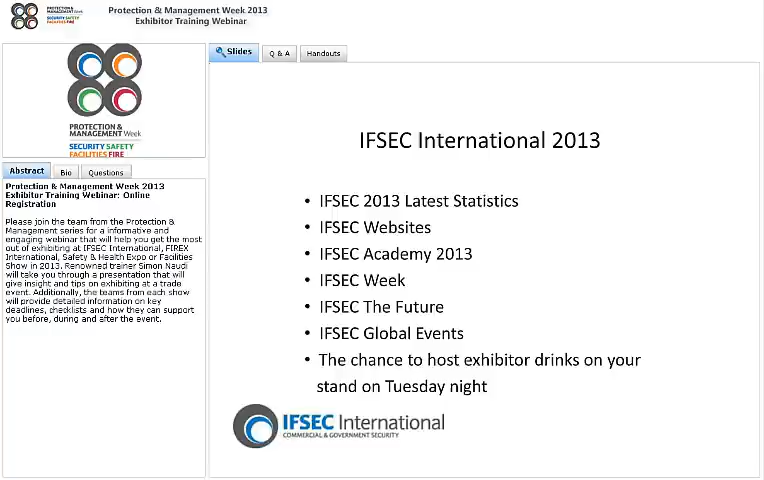 PROTECTION &
MANAGEMENT Week
SECURITY SAFETY
FACILITIES FIRE
Protection & Management Week 2013
Exhibitor Training Webinar
PROTECTION &
MANAGEMENT Week
SECURITY SAFETY
FACILITIES FIRE
Abstract
Bio
Questions
Protection & Management Week 2013
Exhibitor Training Webinar: Online
Registration
Please join the team from the Protection &
Management series for a informative and
engaging webinar that will help you get the most
out of exhibiting at IFSEC International, FIREX
International, Safety & Health Expo or Facilities
Show in 2013. Renowned trainer Simon Naudi
will take you through a presentation that will
give insight and tips on exhibiting at a trade
event. Additionally, the teams from each show
will provide detailed information on key
deadlines, checklists and how they can support
you before, during and after the event.
Slides
Q & A
Handouts
IFSEC International 2013
• IFSEC 2013 Latest Statistics
• IFSEC Websites
• IFSEC Academy 2013
• IFSEC Week
• IFSEC The Future
• IFSEC Global Events
• The chance to host exhibitor drinks on your
stand on Tuesday night
IFSEC International
COMMERCIAL & GOVERNMENT SECURITY